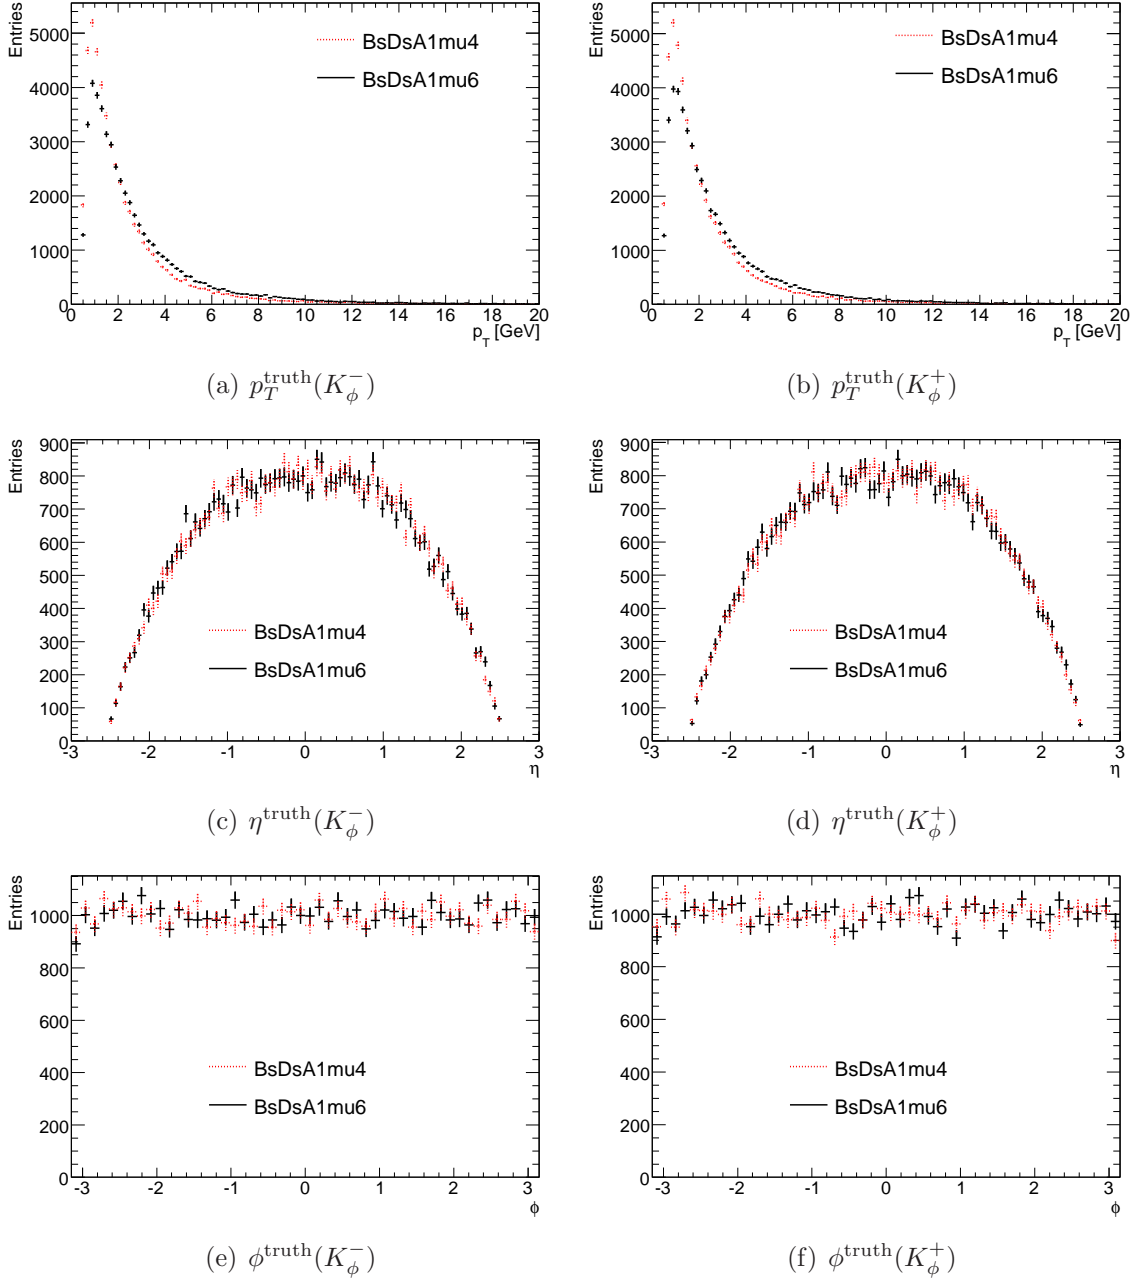 Entries
5000
4000
3000
2000
1000
0
BsDsA1mu4
BsDsA1mu6
0 2 4 6 8 10 12 14 16 18 20
p_T [GeV]
(a) p_T^truth(K_ϕ^−)
Entries
5000
4000
3000
2000
1000
0
BsDsA1mu4
BsDsA1mu6
0 2 4 6 8 10 12 14 16 18 20
p_T [GeV]
(b) p_T^truth(K_ϕ^+)
Entries
900
800
700
600
500
400
300
200
100
0
BsDsA1mu4
BsDsA1mu6
-3 -2 -1 0 1 2 3
η
(c) η^truth(K_ϕ^−)
Entries
900
800
700
600
500
400
300
200
100
0
BsDsA1mu4
BsDsA1mu6
-3 -2 -1 0 1 2 3
η
(d) η^truth(K_ϕ^+)
Entries
1000
800
600
400
200
0
BsDsA1mu4
BsDsA1mu6
-3 -2 -1 0 1 2 3
ϕ
(e) ϕ^truth(K_ϕ^−)
Entries
1000
800
600
400
200
0
BsDsA1mu4
BsDsA1mu6
-3 -2 -1 0 1 2 3
ϕ
(f) ϕ^truth(K_ϕ^+)